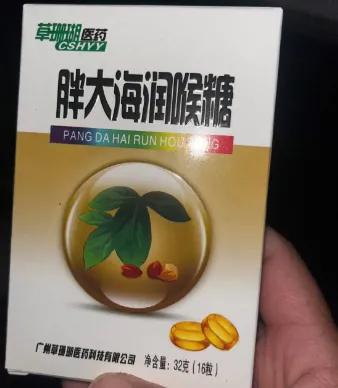 草珊瑚医药
CSHYY
胖大海润喉糖
PANG DA HAI RUN HOU TANG
广州草珊瑚医药科技有限公司 净含量:32克(16粒)